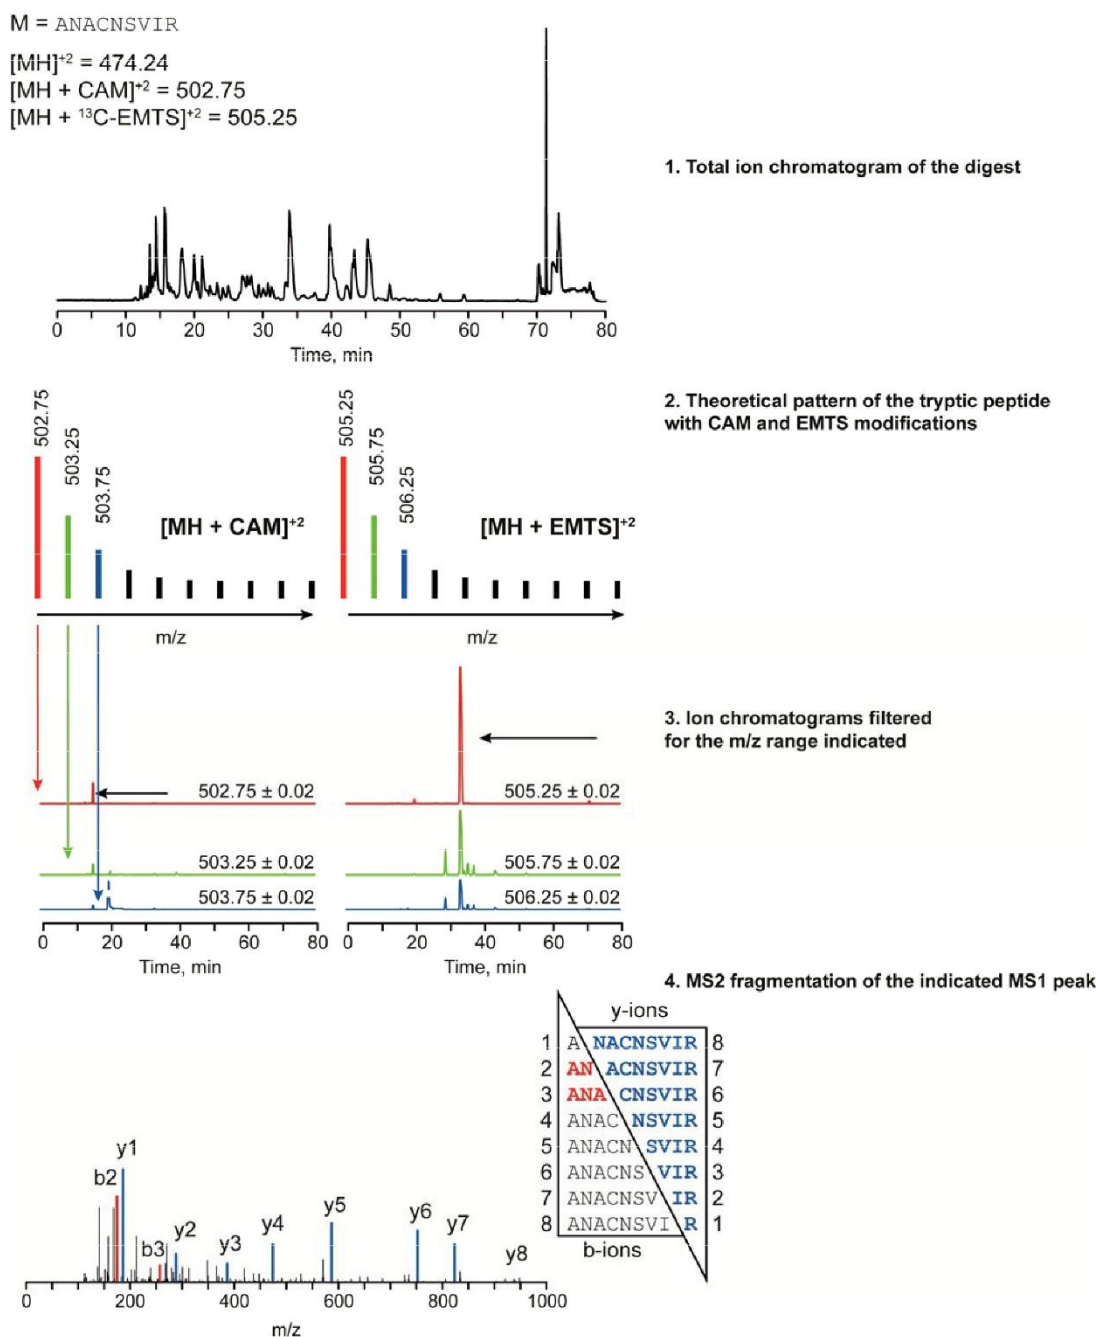 M = ANACNSVIR
[MH]+2 = 474.24
[MH + CAM]+2 = 502.75
[MH + 13C-EMTS]+2 = 505.25
1. Total ion chromatogram of the digest
0 10 20 30 40 50 60 70 80
Time, min
2. Theoretical pattern of the tryptic peptide
with CAM and EMTS modifications
502.75
503.25
503.75
[MH + CAM]+2
505.25
505.75
506.25
[MH + EMTS]+2
m/z
m/z
3. Ion chromatograms filtered
for the m/z range indicated
502.75 ± 0.02
505.25 ± 0.02
503.25 ± 0.02
505.75 ± 0.02
503.75 ± 0.02
506.25 ± 0.02
0 20 40 60 80
0 20 40 60 80
Time, min
Time, min
4. MS2 fragmentation of the indicated MS1 peak
y-ions
1 A NACNSVIR 8
2 AN ACNSVIR 7
3 ANA CNSVIR 6
4 ANAC NSVIR 5
5 ANACN SVIR 4
6 ANACNS VIR 3
7 ANACNSV IR 2
8 ANACNSVI R 1
b-ions
b2 y1 b3 y2 y3 y4 y5 y6 y7 y8
0 200 400 600 800 1000
m/z